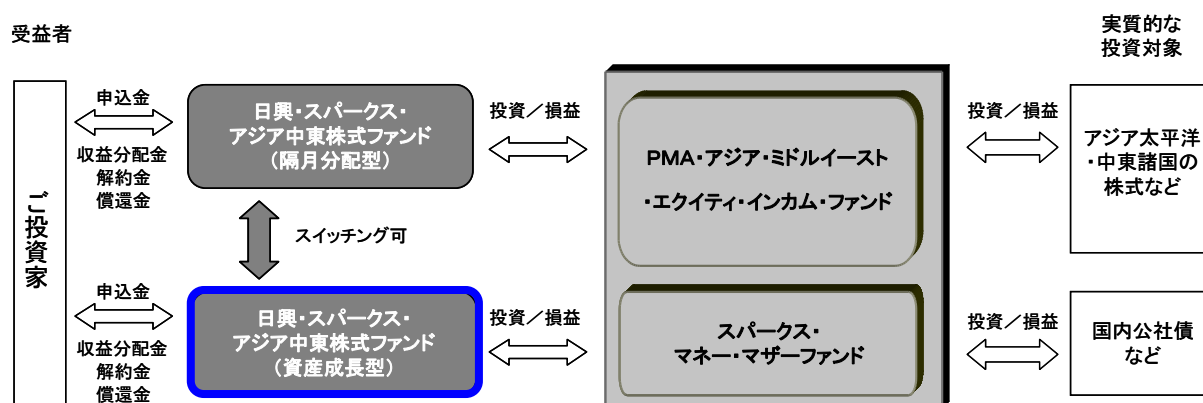 受益者
実質的な
投資対象
ご投資家
申込金
収益分配金
解約金
償還金
日興・スパークス・
アジア中東株式ファンド
(隔月分配型)
投資／損益
PMA・アジア・ミドルイースト
・エクイティ・インカム・ファンド
投資／損益
アジア太平洋
・中東諸国の
株式など
スイッチング可
申込金
収益分配金
解約金
償還金
日興・スパークス・
アジア中東株式ファンド
(資産成長型)
投資／損益
スパークス・
マネー・マザーファンド
投資／損益
国内公社債
など